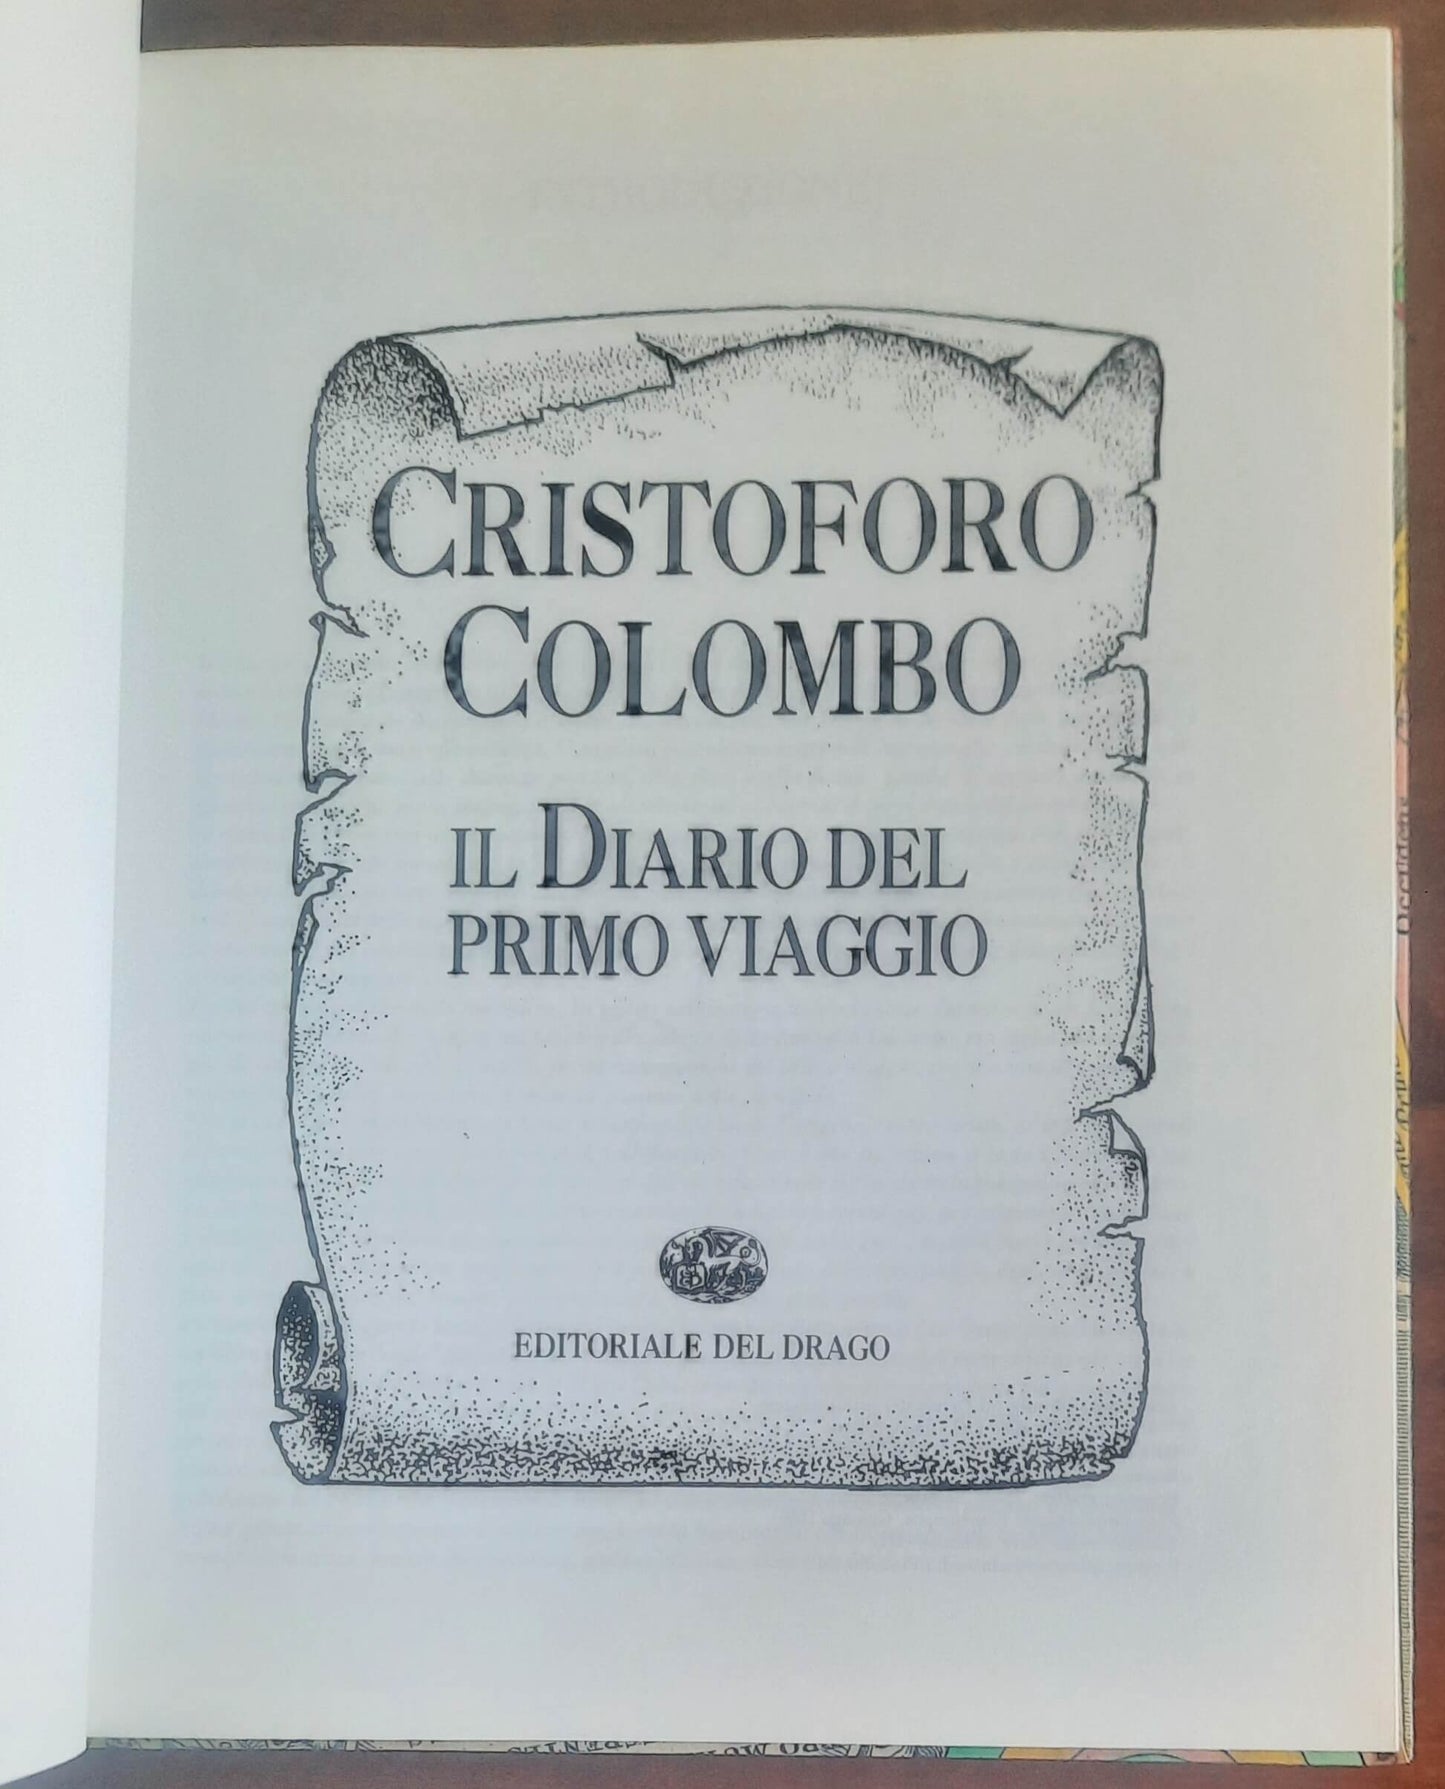 CRISTOFORO
COLOMBO
IL DIARIO DEL
PRIMO VIAGGIO
EDITORIALE DEL DRAGO